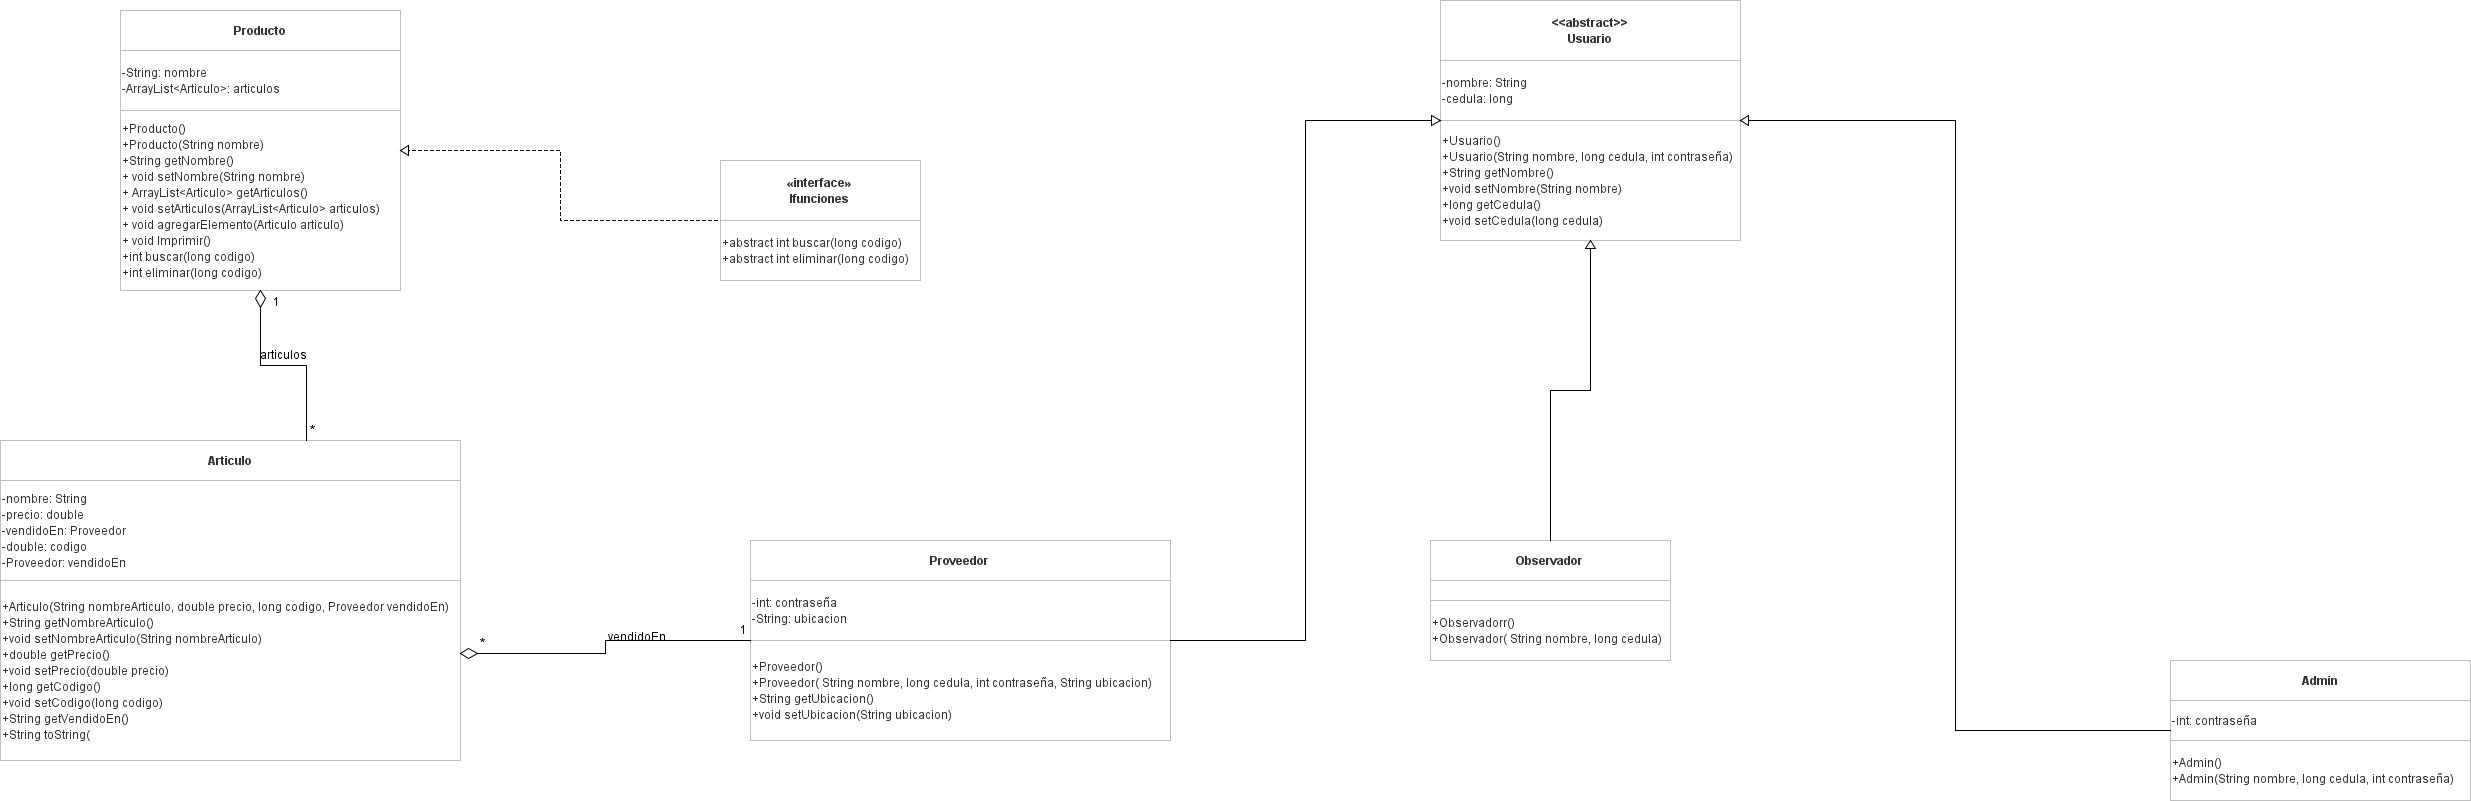 Producto
-String: nombre
-ArrayList<Articulo>: articulos
+Producto()
+Producto(String nombre)
+String getNombre()
+ void setNombre(String nombre)
+ ArrayList<Articulo> getArticulos()
+ void setArticulos(ArrayList<Articulo> articulos)
+ void agregarElemento(Articulo articulo)
+ void Imprimir()
+int buscar(long codigo)
+int eliminar(long codigo)
«interface»
Ifunciones
+abstract int buscar(long codigo)
+abstract int eliminar(long codigo)
<<abstract>>
Usuario
-nombre: String
-cedula: long
+Usuario()
+Usuario(String nombre, long cedula, int contraseña)
+String getNombre()
+void setNombre(String nombre)
+long getCedula()
+void setCedula(long cedula)
1
articulos
*
Articulo
-nombre: String
-precio: double
-vendidoEn: Proveedor
-double: codigo
-Proveedor: vendidoEn
+Articulo(String nombreArticulo, double precio, long codigo, Proveedor vendidoEn)
+String getNombreArticulo()
+void setNombreArticulo(String nombreArticulo)
+double getPrecio()
+void setPrecio(double precio)
+long getCodigo()
+void setCodigo(long codigo)
+String getVendidoEn()
+String toString(
*
vendidoEn
1
Proveedor
-int: contraseña
-String: ubicacion
+Proveedor()
+Proveedor( String nombre, long cedula, int contraseña, String ubicacion)
+String getUbicacion()
+void setUbicacion(String ubicacion)
Observador
+Observadorr()
+Observador( String nombre, long cedula)
Admin
-int: contraseña
+Admin()
+Admin(String nombre, long cedula, int contraseña)